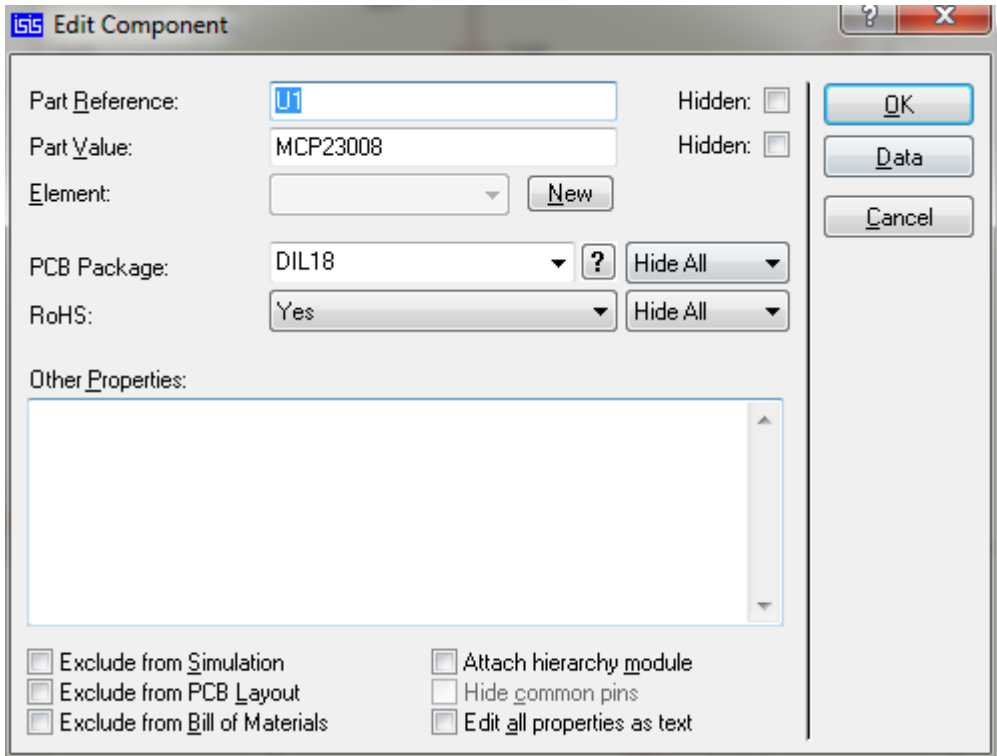 isis Edit Component ? x
Part Reference: U1 Hidden: OK
Part Value: MCP23008 Hidden: Data
Element: New Cancel
PCB Package: DIL18 ? Hide All
RoHS: Yes Hide All
Other Properties:
Exclude from Simulation Attach hierarchy module
Exclude from PCB Layout Hide common pins
Exclude from Bill of Materials Edit all properties as text